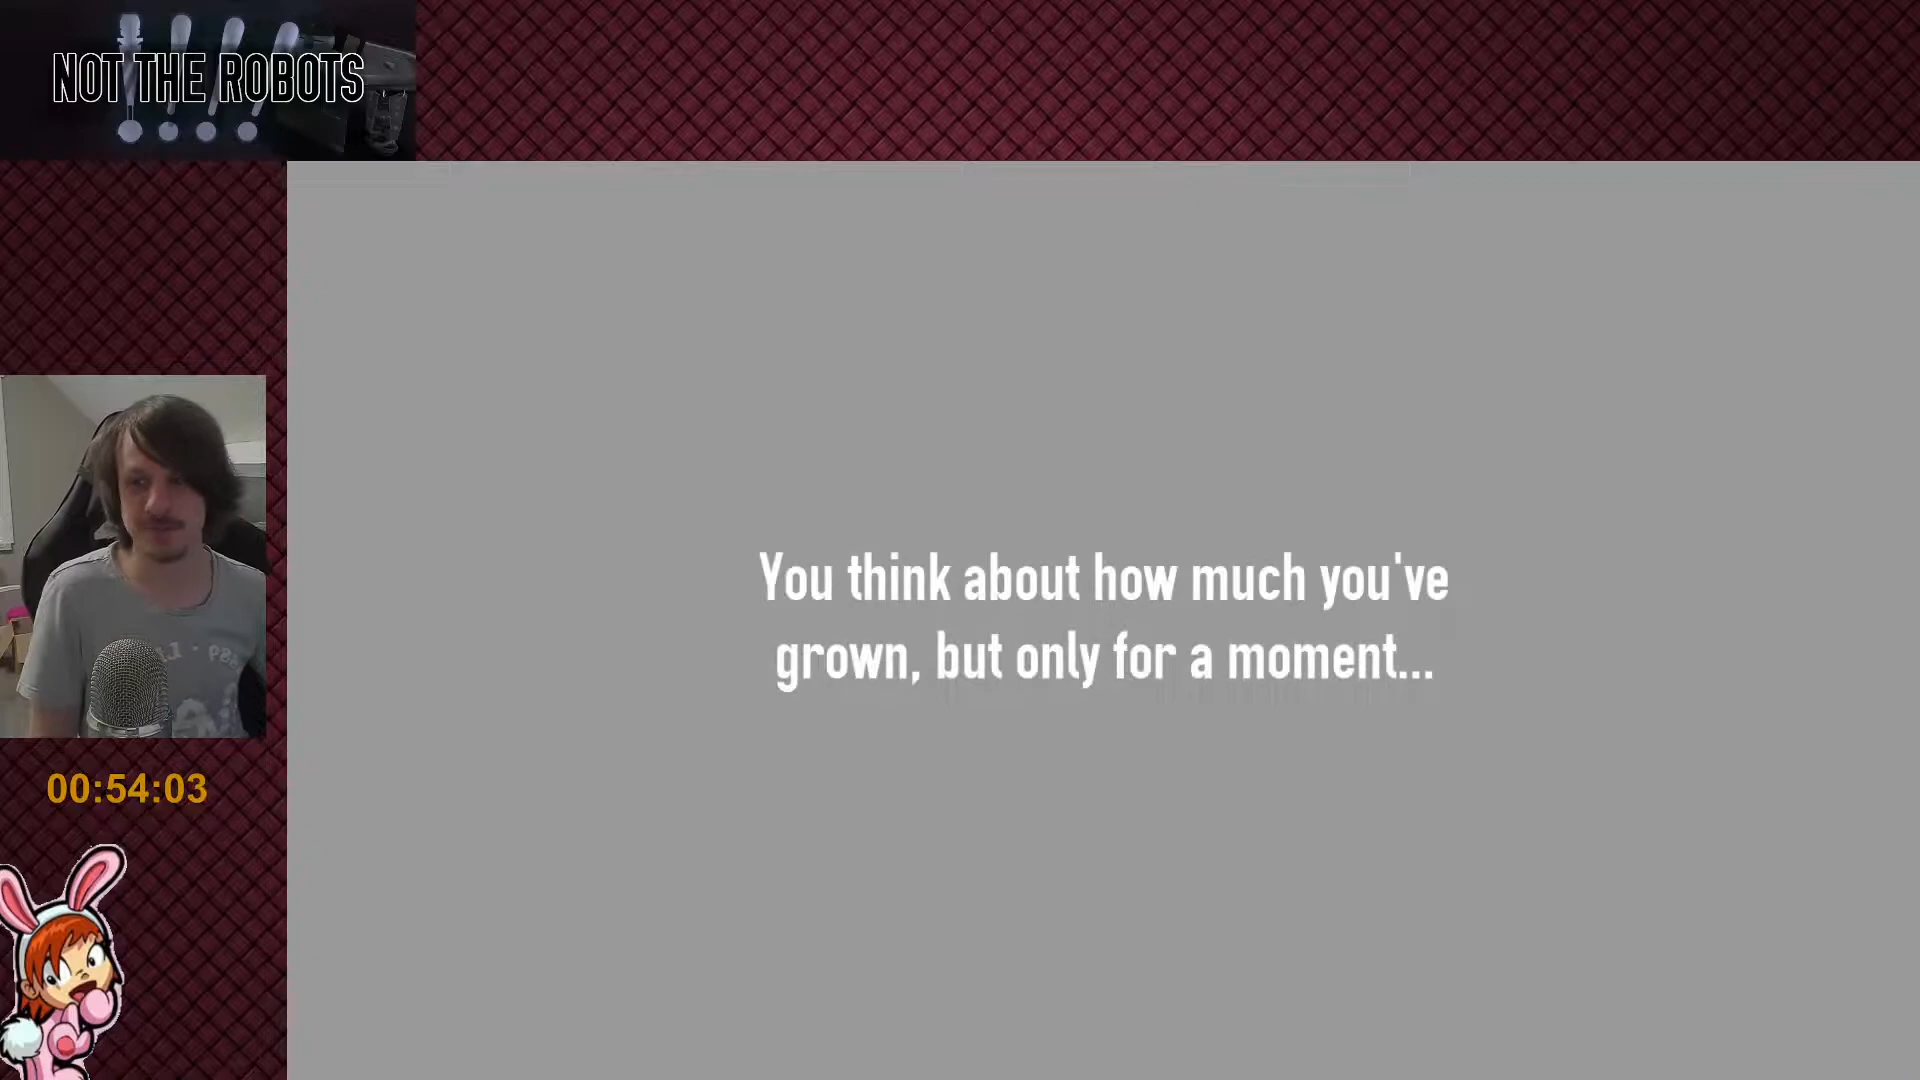 NOT THE ROBOTS
You think about how much you've
grown, but only for a moment...
00:54:03